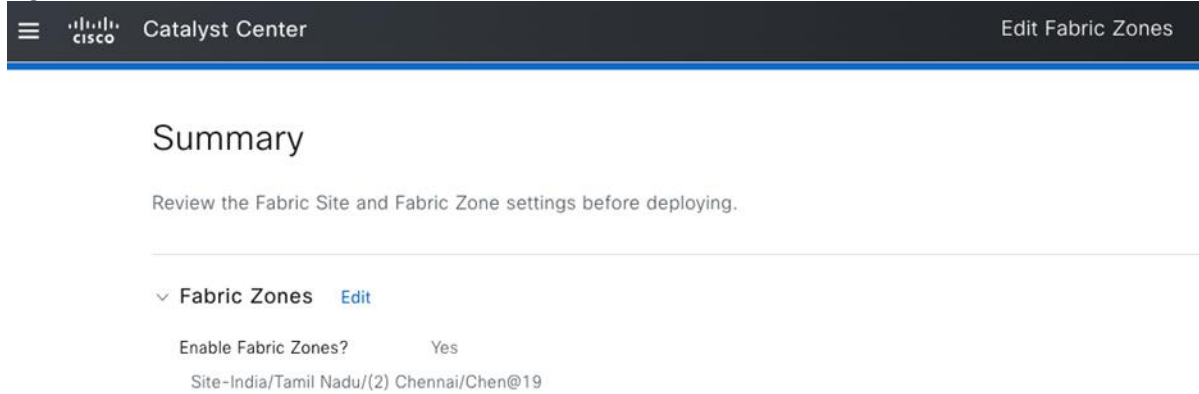 cisco Catalyst Center Edit Fabric Zones
Summary
Review the Fabric Site and Fabric Zone settings before deploying.
Fabric Zones Edit
Enable Fabric Zones? Yes
Site-India/Tamil Nadu/(2) Chennai/Chen@19